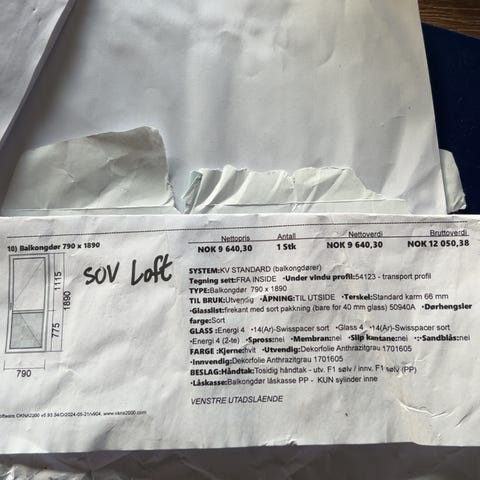 Nettopris Antall Nettoverdi Bruttoverdi
10) Balkongdør 790 x 1890 NOK 9 640,30 1 Stk NOK 9 640,30 NOK 12 050,38
SOV Loft
SYSTEM:KV STANDARD (balkongdører)
Tegning sett:FRA INSIDE •Under vindu profil:54123 - transport profil
TYPE:Balkongdør 790 x 1890
TIL BRUK:Utvendig •ÅPNING:TIL UTSIDE •Terskel:Standard karm 66 mm
•Glasslist:firekant med sort pakning (bare for 40 mm glass) 50940A •Dørhengsler
farge:Sort
GLASS :Energi 4 •14(Ar)-Swisspacer sort •Glass 4 •14(Ar)-Swisspacer sort
•Energi 4 (2-te) •Spross:nei •Membran:nei •Slip kantane:nei •:•Sandblås:nei
FARGE :Kjerne:hvit •Utvendig:Dekorfolie Anthrazitgrau 1701605
•Innvendig:Dekorfolie Anthrazitgrau 1701605
BESLAG:Håndtak:Tosidig håndtak - utv. F1 sølv / innv. F1 sølv (PP)
•Låskasse:Balkongdør låskasse PP - KUN sylinder inne
VENSTRE UTADSLÅENDE
1115
1890
775
790
www.okna2000.com